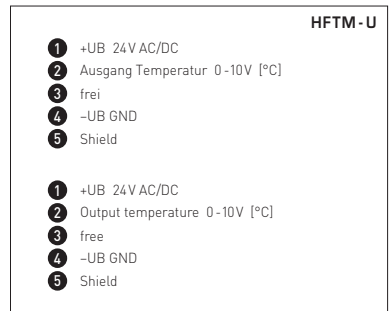 HFTM-U
1 +UB 24V AC/DC
2 Ausgang Temperatur 0-10V [°C]
3 frei
4 –UB GND
5 Shield
1 +UB 24V AC/DC
2 Output temperature 0-10V [°C]
3 free
4 –UB GND
5 Shield